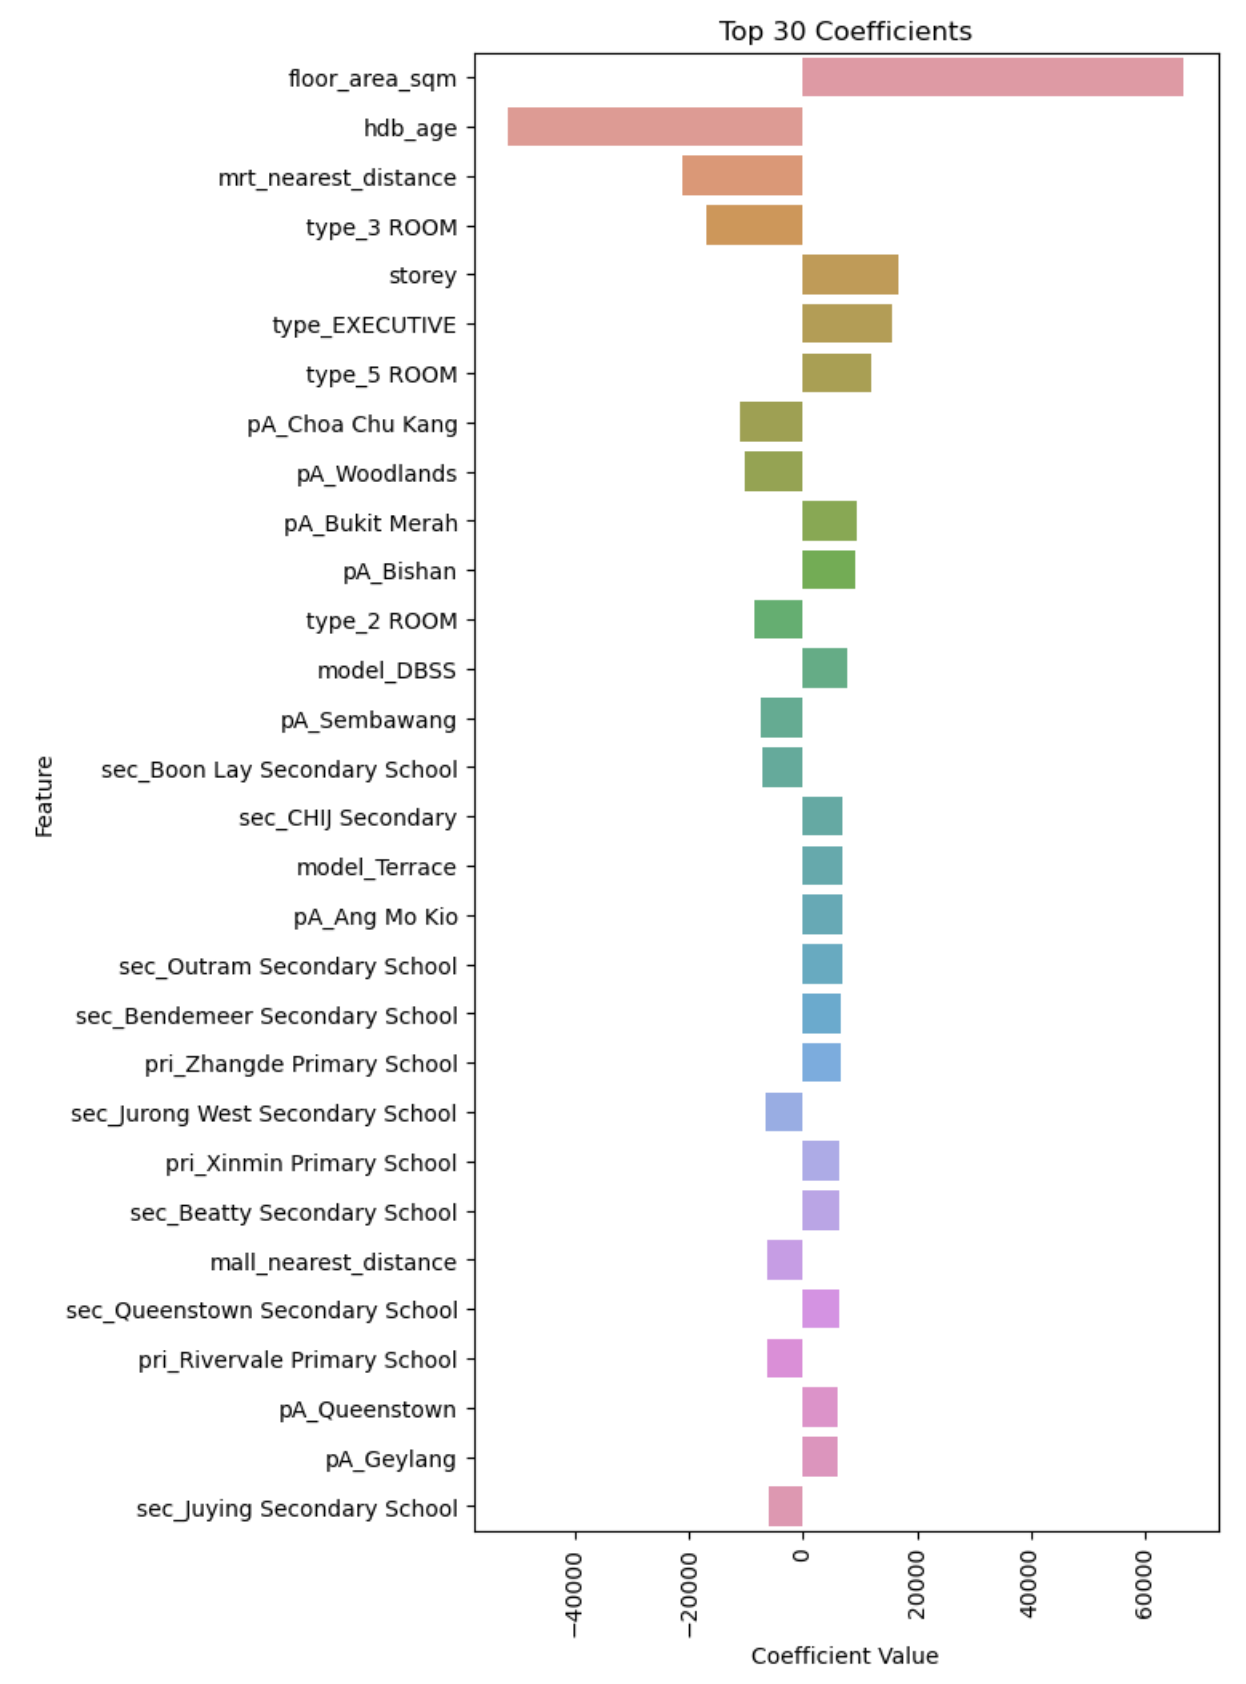 Top 30 Coefficients
floor_area_sqm
hdb_age
mrt_nearest_distance
type_3 ROOM
storey
type_EXECUTIVE
type_5 ROOM
pA_Choa Chu Kang
pA_Woodlands
pA_Bukit Merah
pA_Bishan
type_2 ROOM
model_DBSS
pA_Sembawang
sec_Boon Lay Secondary School
sec_CHIJ Secondary
model_Terrace
pA_Ang Mo Kio
sec_Outram Secondary School
sec_Bendemeer Secondary School
pri_Zhangde Primary School
sec_Jurong West Secondary School
pri_Xinmin Primary School
sec_Beatty Secondary School
mall_nearest_distance
sec_Queenstown Secondary School
pri_Rivervale Primary School
pA_Queenstown
pA_Geylang
sec_Juying Secondary School
Feature
−40000
−20000
0
20000
40000
60000
Coefficient Value